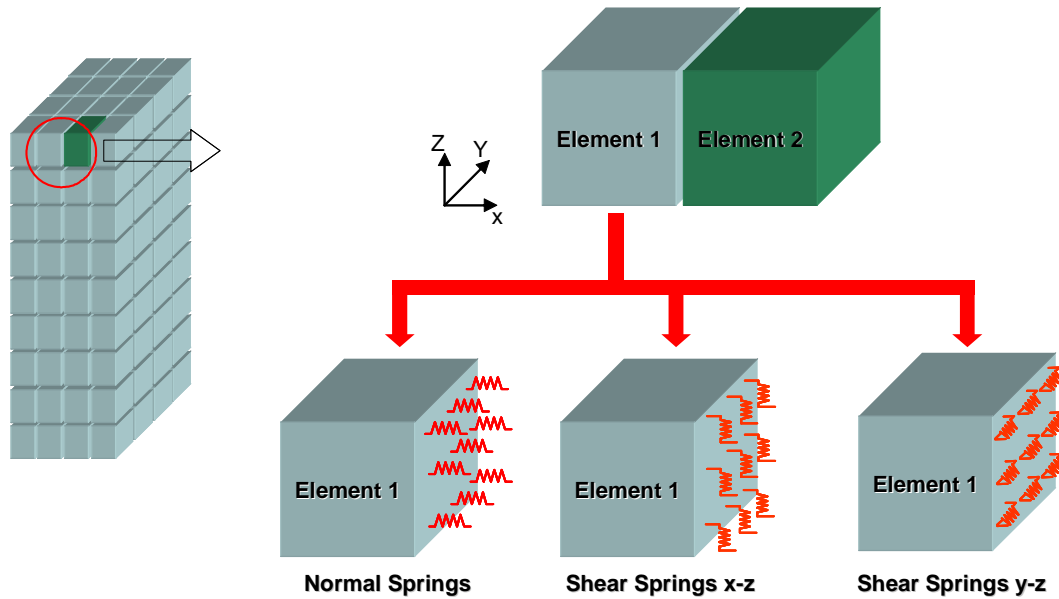 Element 1
Element 2
Z
Y
x
Element 1
Element 1
Element 1
Normal Springs
Shear Springs x-z
Shear Springs y-z